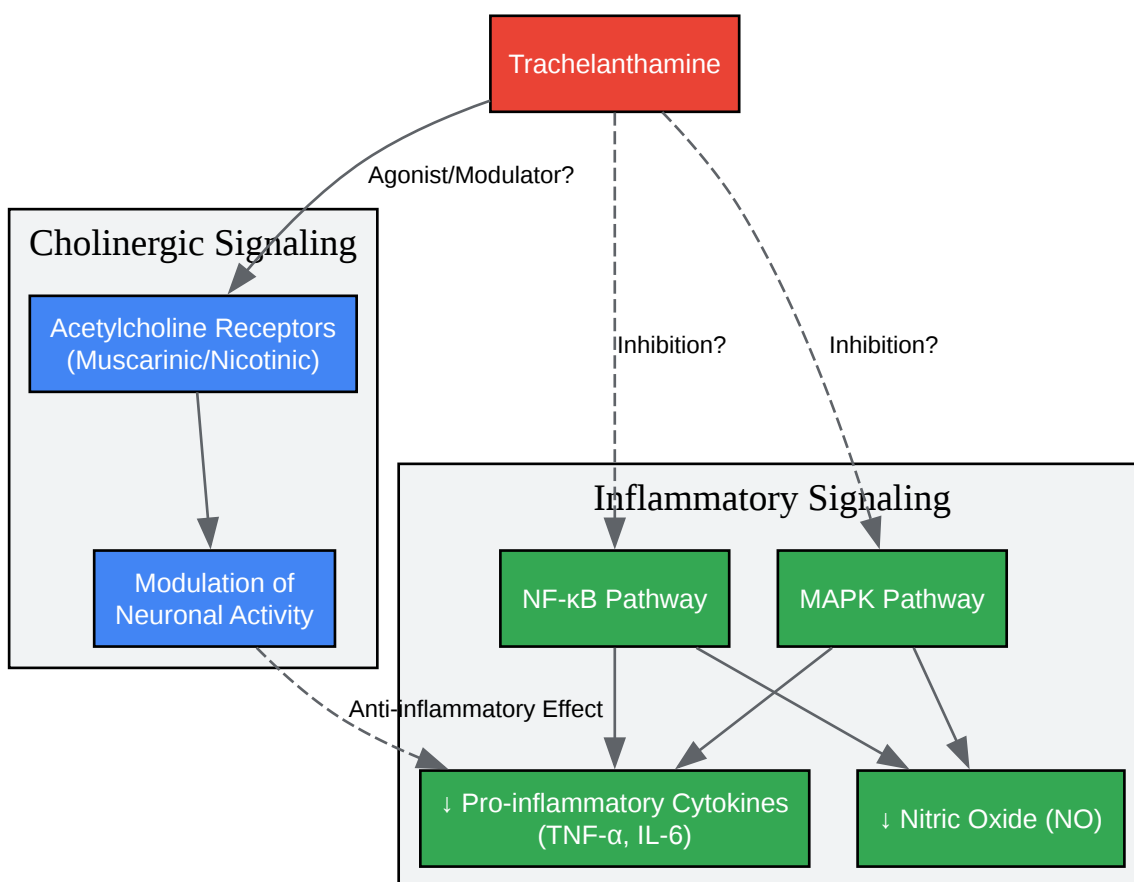 Trachelanthamine
Agonist/Modulator?
Cholinergic Signaling
Acetylcholine Receptors
(Muscarinic/Nicotinic)
Inhibition?
Inhibition?
Inflammatory Signaling
Modulation of
Neuronal Activity
NF-κB Pathway
MAPK Pathway
Anti-inflammatory Effect
↓ Pro-inflammatory Cytokines
(TNF-α, IL-6)
↓ Nitric Oxide (NO)